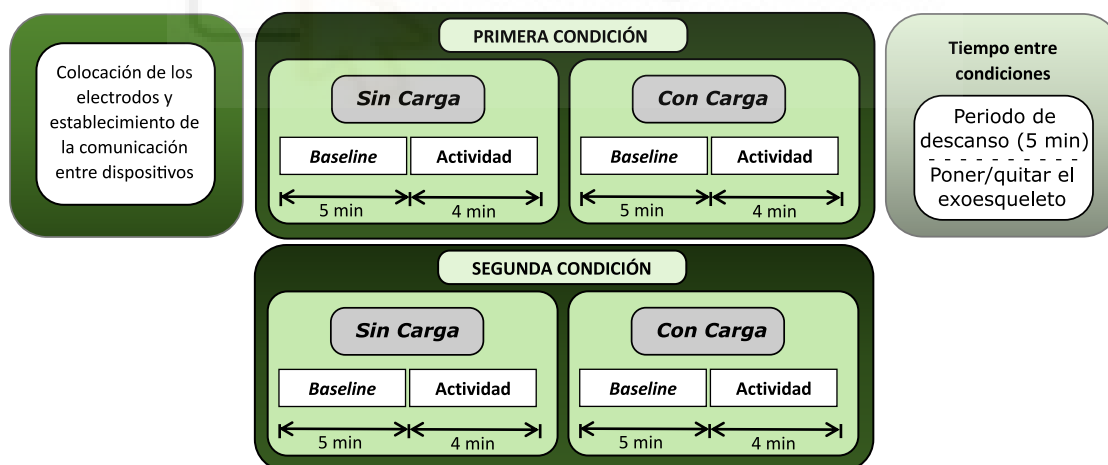 Colocación de los
electrodos y
establecimiento de
la comunicación
entre dispositivos
PRIMERA CONDICIÓN
Sin Carga
Baseline Actividad
5 min 4 min
Con Carga
Baseline Actividad
5 min 4 min
SEGUNDA CONDICIÓN
Sin Carga
Baseline Actividad
5 min 4 min
Con Carga
Baseline Actividad
5 min 4 min
Tiempo entre
condiciones
Periodo de
descanso (5 min)
Poner/quitar el
exoesqueleto